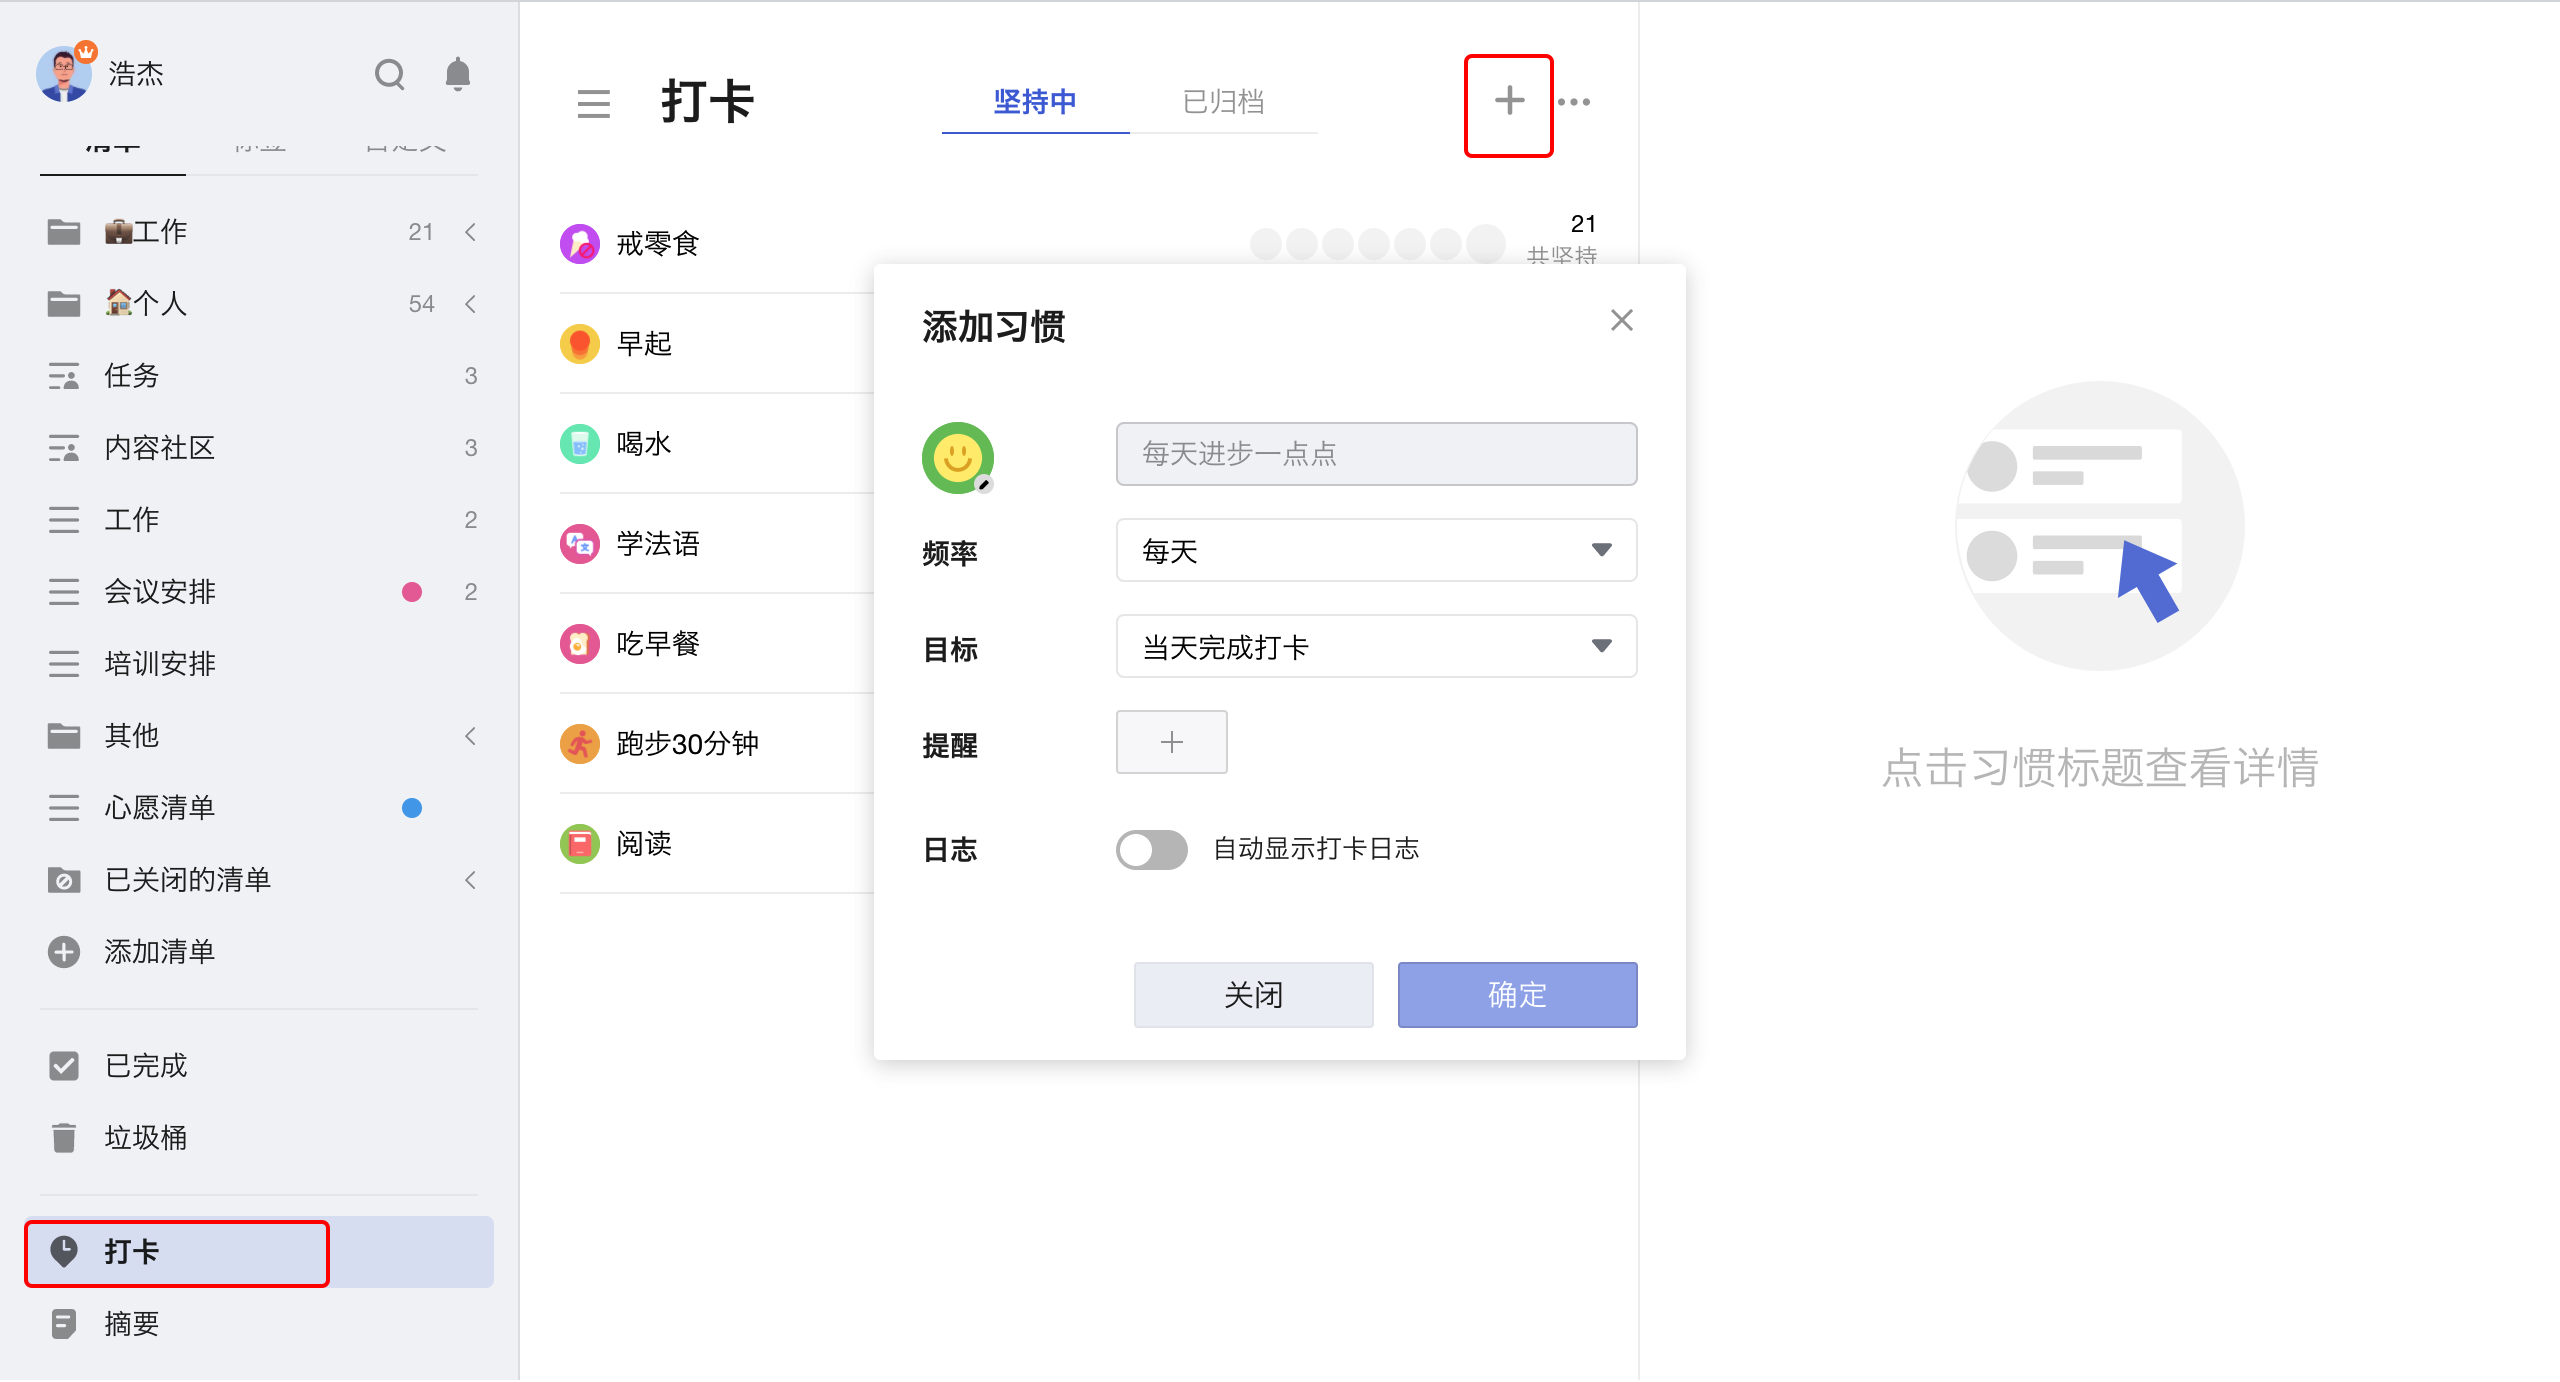 浩杰
清单
💼工作 21
🏠个人 54
任务 3
内容社区 3
工作 2
会议安排 2
培训安排
其他
心愿清单
已关闭的清单
添加清单
已完成
垃圾桶
打卡
摘要
打卡
坚持中 已归档
戒零食
21
共坚持
早起
喝水
学法语
吃早餐
跑步30分钟
阅读
添加习惯
每天进步一点点
频率 每天
目标 当天完成打卡
提醒
日志 自动显示打卡日志
关闭 确定
点击习惯标题查看详情